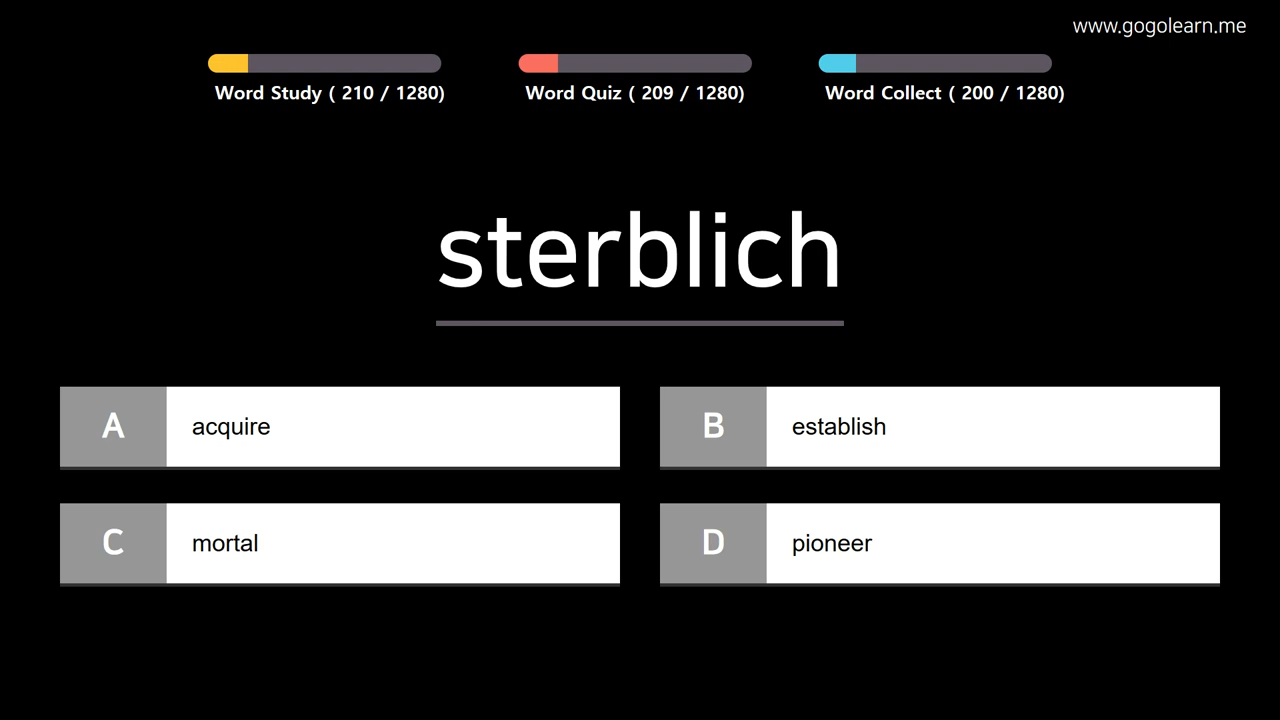 www.gogolearn.me
Word Study ( 210 / 1280)
Word Quiz ( 209 / 1280)
Word Collect ( 200 / 1280)
sterblich
A acquire
B establish
C mortal
D pioneer